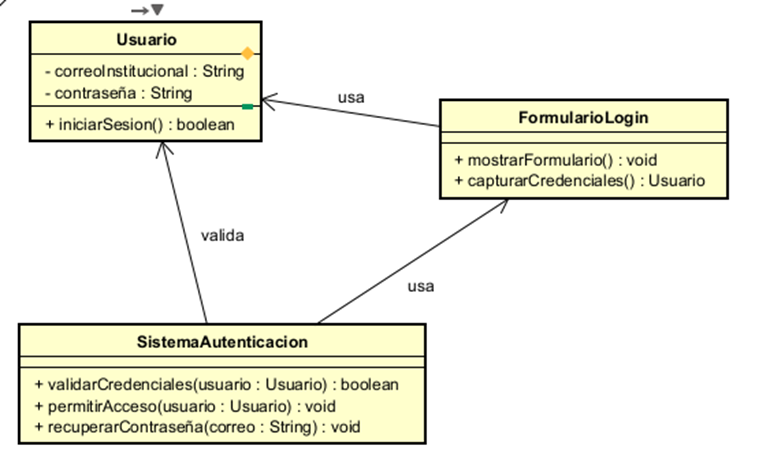 Usuario
- correoInstitucional : String
- contraseña : String
+ iniciarSesion() : boolean
usa
FormularioLogin
+ mostrarFormulario() : void
+ capturarCredenciales() : Usuario
valida
usa
SistemaAutenticacion
+ validarCredenciales(usuario : Usuario) : boolean
+ permitirAcceso(usuario : Usuario) : void
+ recuperarContraseña(correo : String) : void